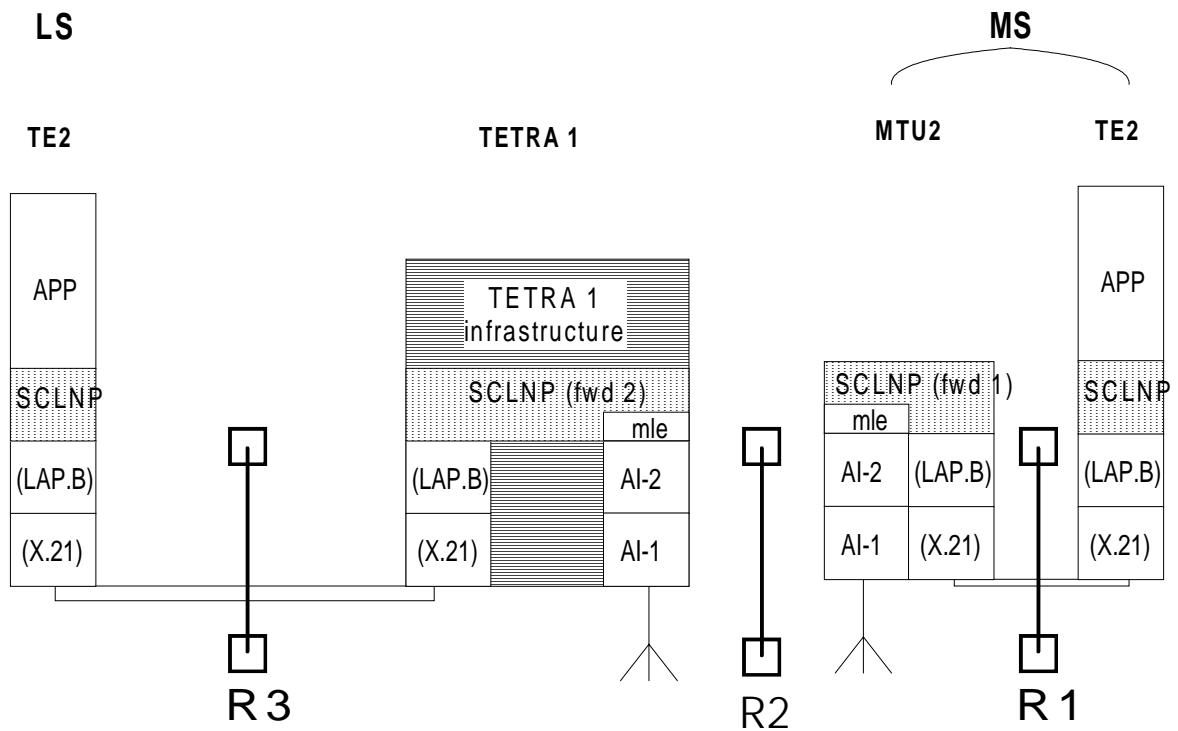 LS
MS
TE2
TETRA 1
MTU2
TE2
APP
TETRA 1
infrastructure
APP
SCLNP
SCLNP (fwd 2)
mle
SCLNP (fwd 1)
mle
SCLNP
(LAP.B)
(LAP.B)
AI-2
AI-2
(LAP.B)
(LAP.B)
(X.21)
(X.21)
AI-1
AI-1
(X.21)
(X.21)
R3
R2
R1